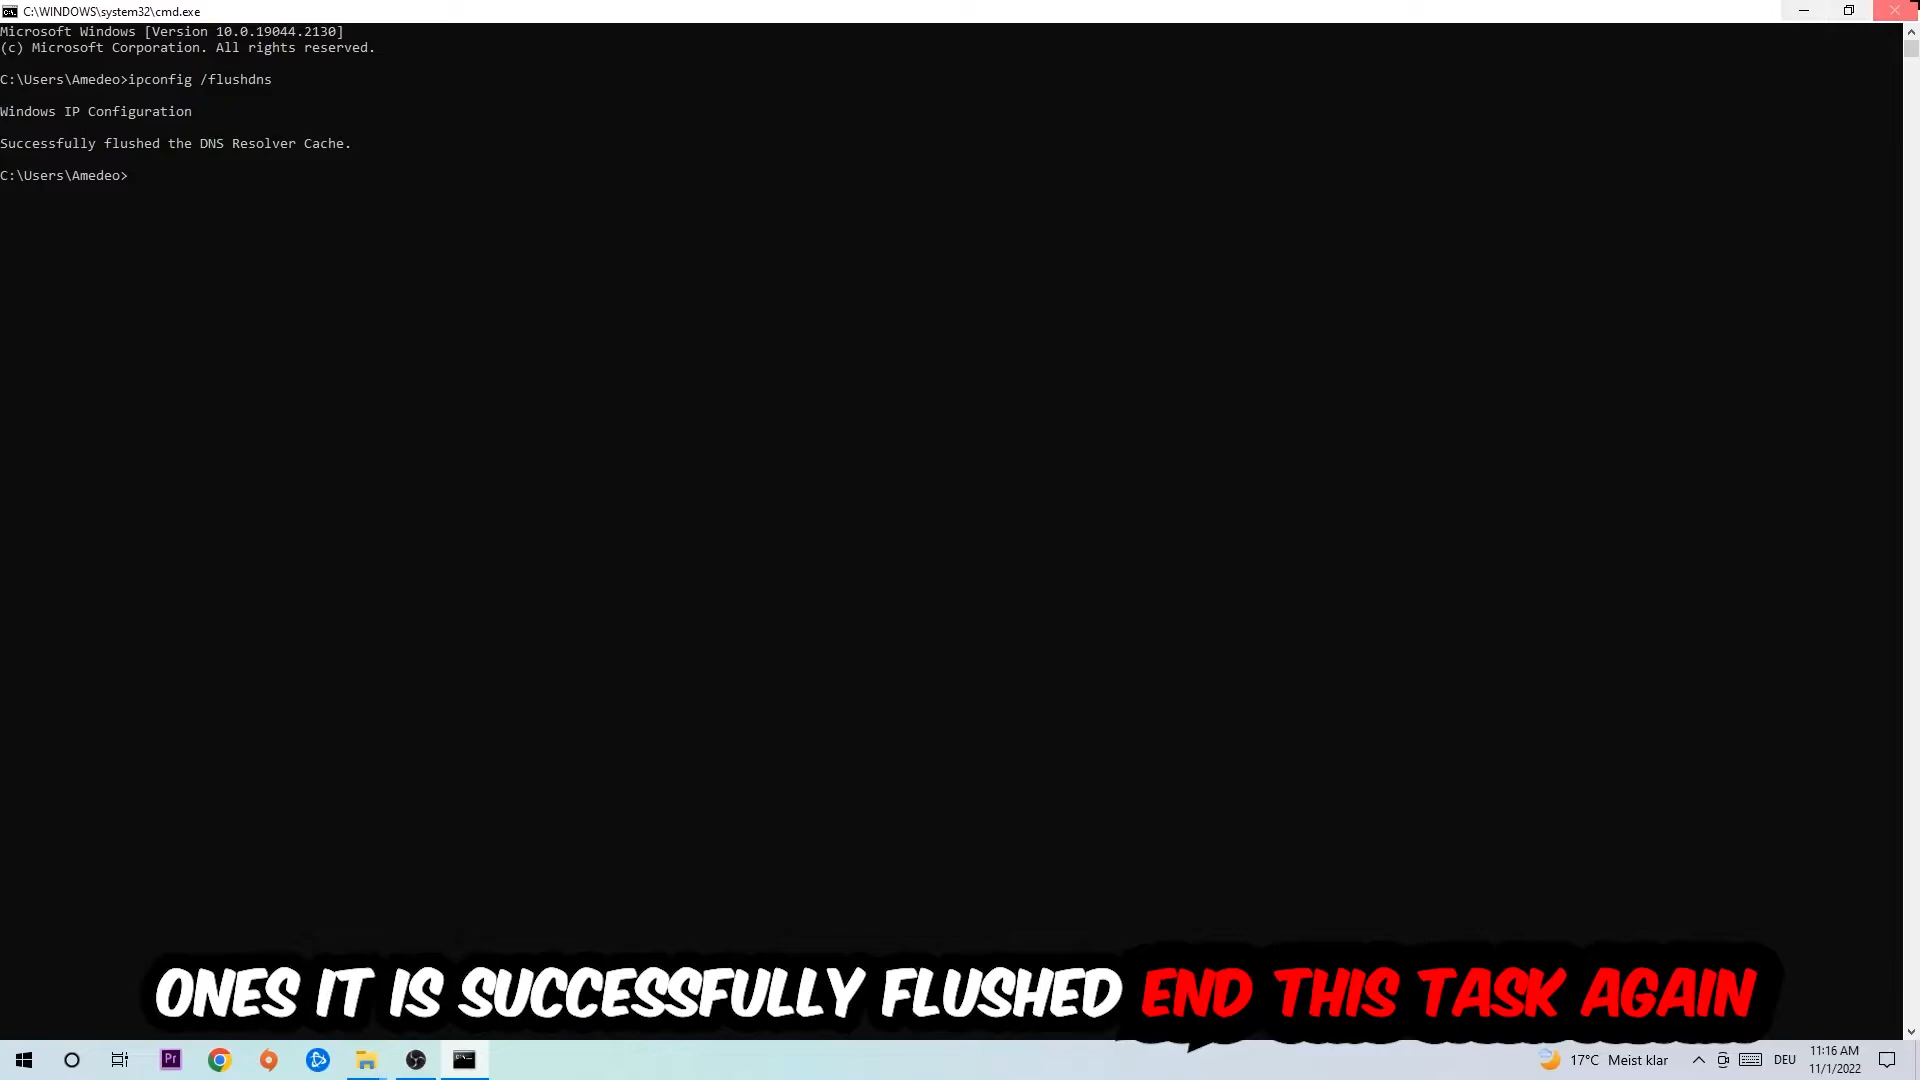 C:\WINDOWS\system32\cmd.exe
Microsoft Windows [Version 10.0.19044.2130]
(c) Microsoft Corporation. All rights reserved.
C:\Users\Amedeo>ipconfig /flushdns
Windows IP Configuration
Successfully flushed the DNS Resolver Cache.
C:\Users\Amedeo>
ONES IT IS SUCCESSFULLY FLUSHED END THIS TASK AGAIN
Pr
17°C Meist klar
DEU
11:16 AM
11/1/2022